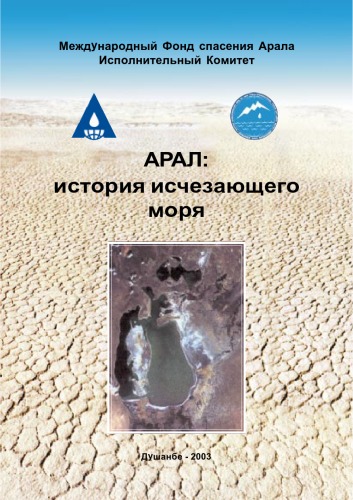 Международный Фонд спасения Арала
Исполнительный Комитет
АРАЛ:
история исчезающего
моря
Душанбе - 2003